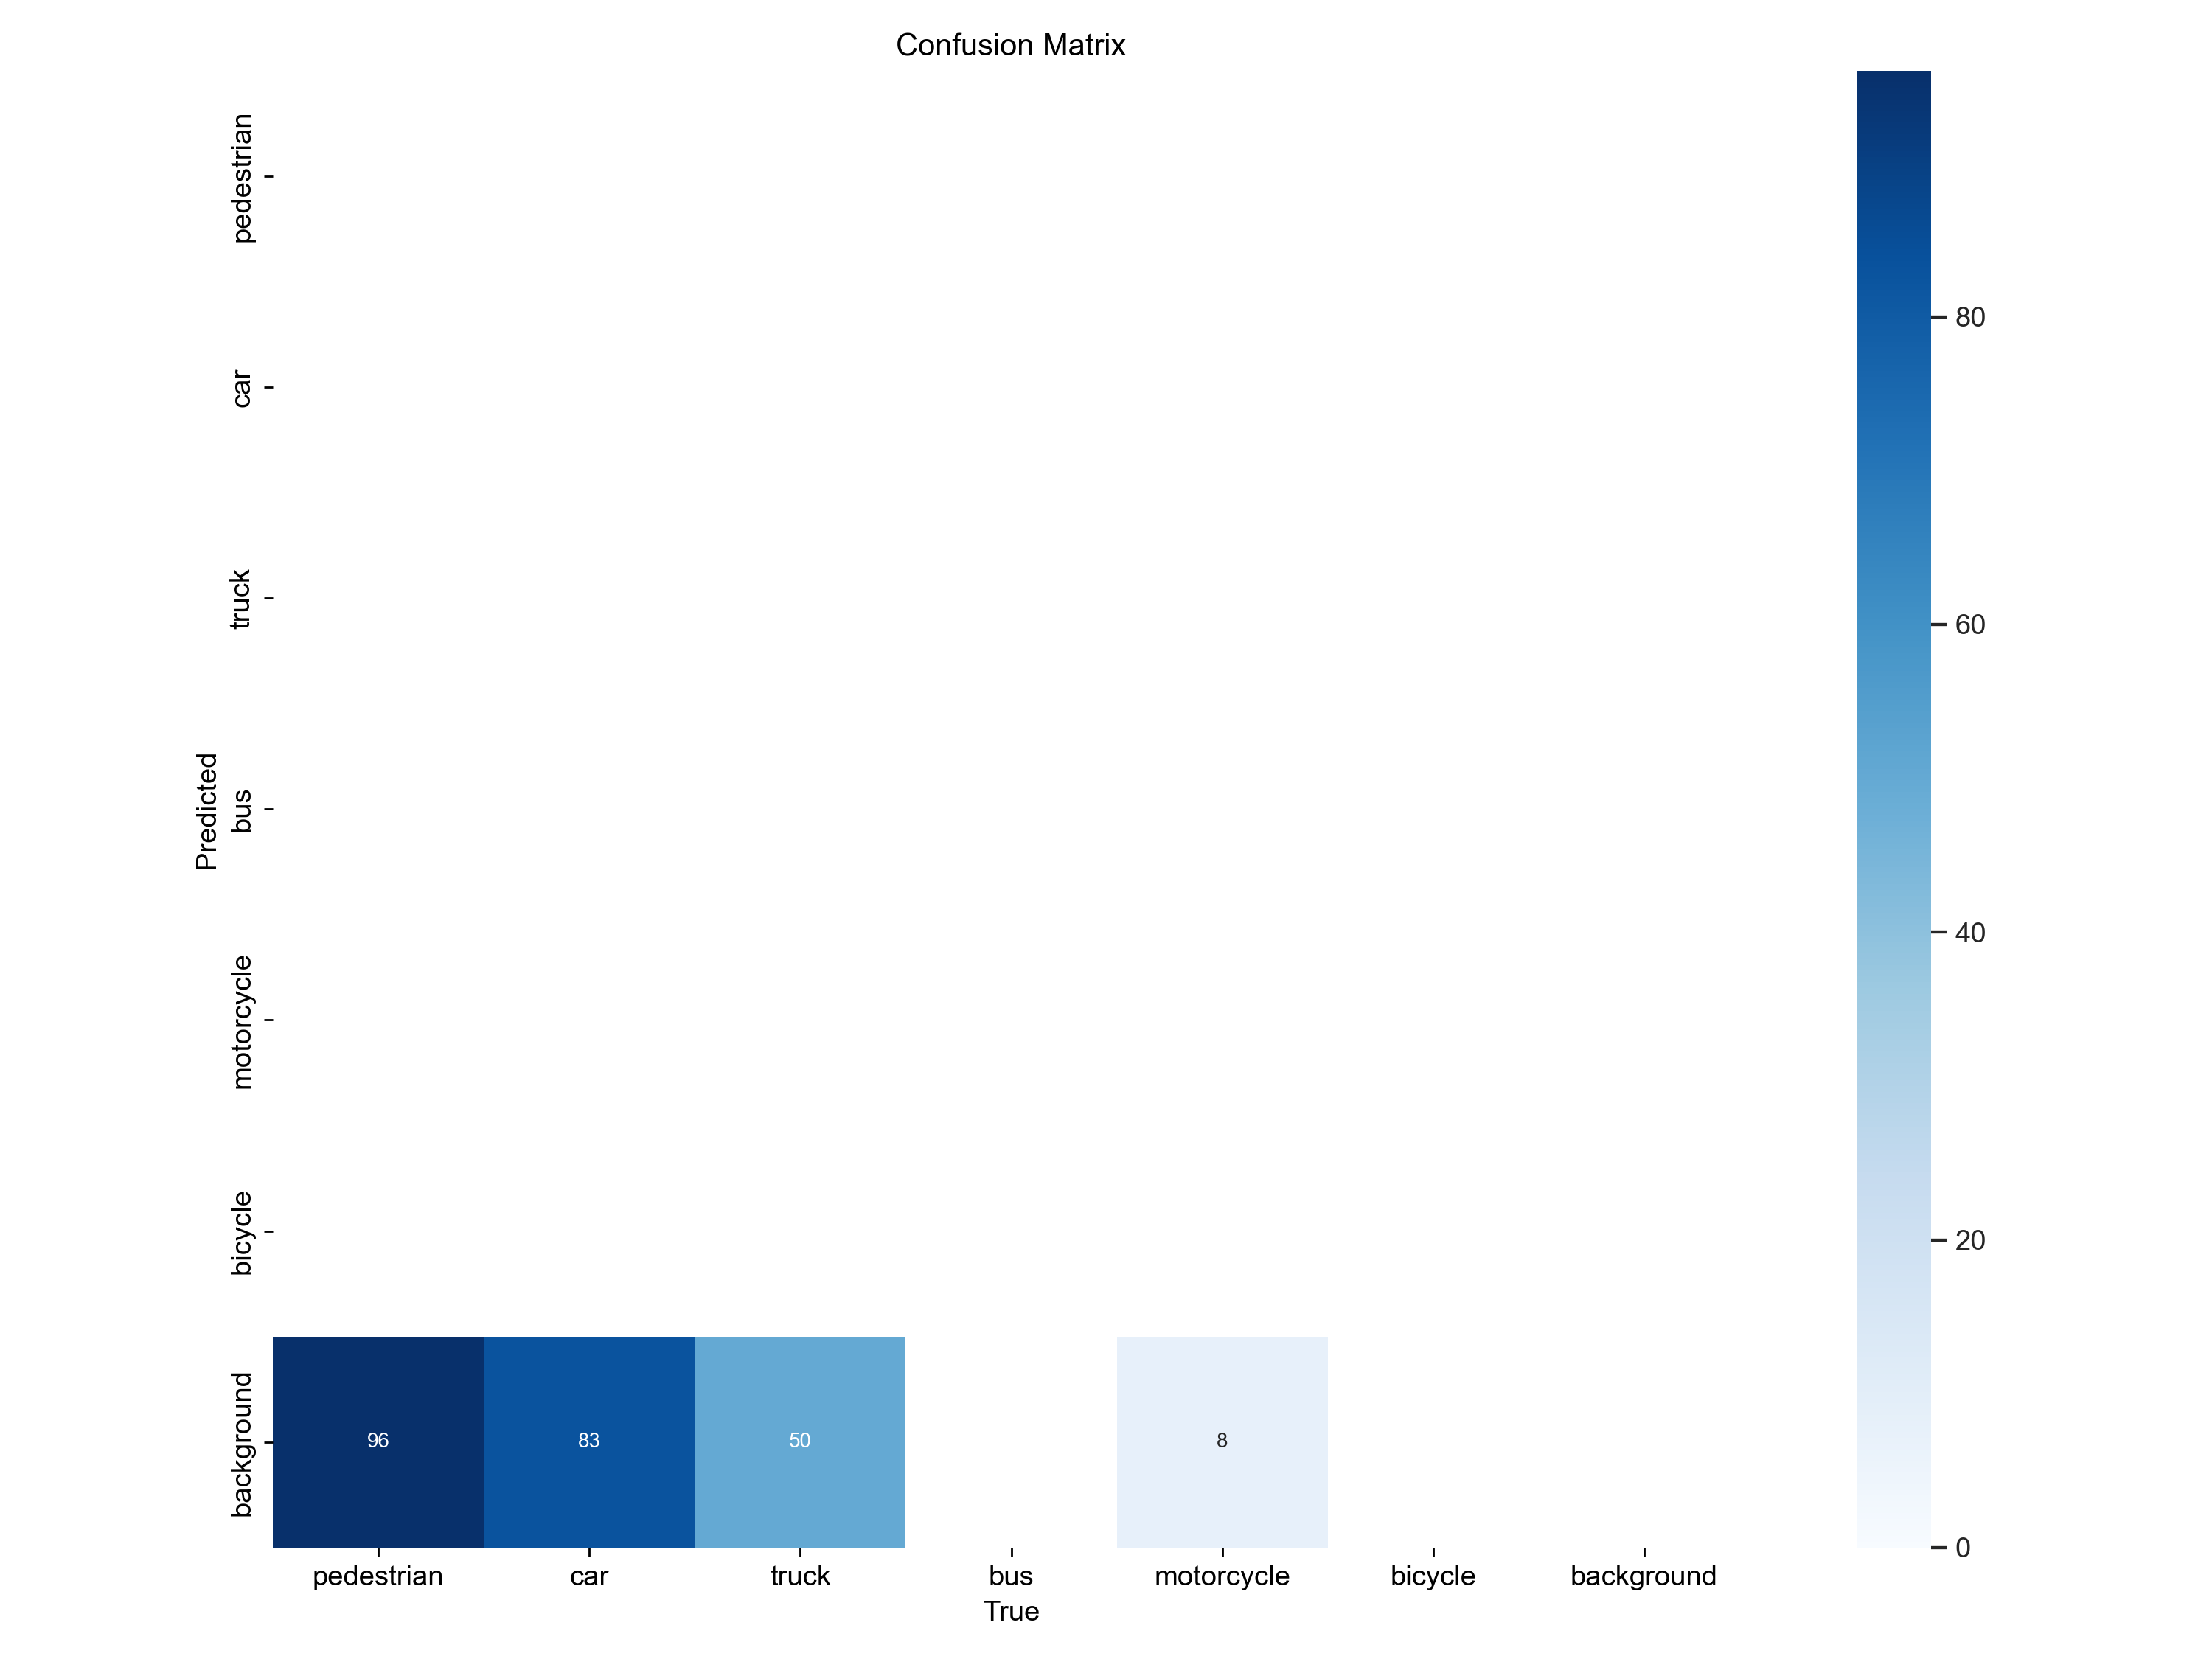 Confusion Matrix
pedestrian
car
truck
bus
motorcycle
bicycle
background
Predicted
96 83 50 8
pedestrian car truck bus motorcycle bicycle background
True
80
60
40
20
0